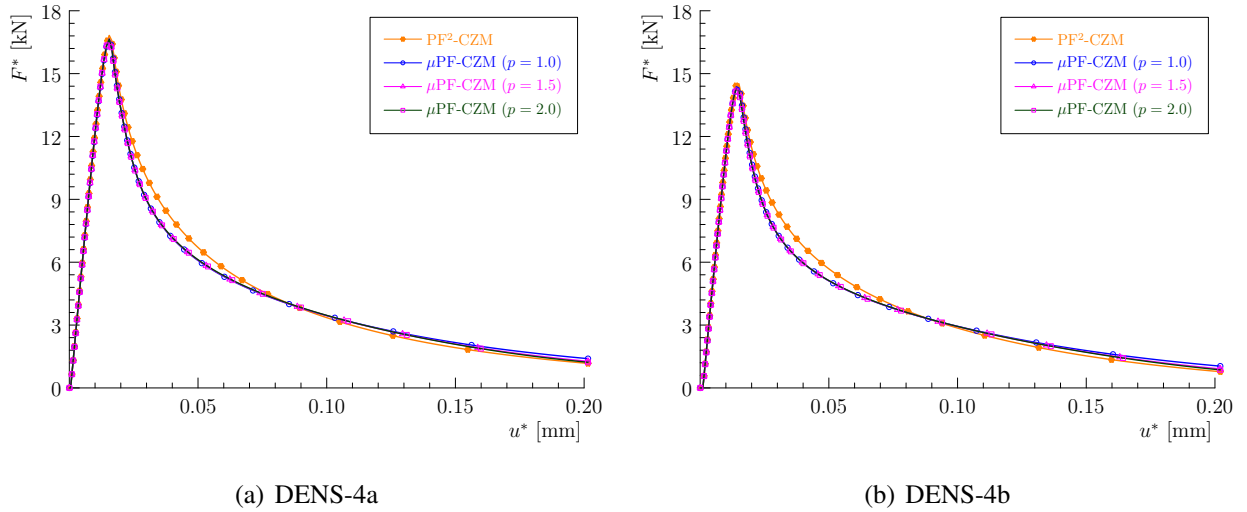 F* [kN]
18
15
12
9
6
3
0
0.05
0.10
0.15
0.20
u* [mm]
PF²-CZM
μPF-CZM (p = 1.0)
μPF-CZM (p = 1.5)
μPF-CZM (p = 2.0)
(a) DENS-4a
F* [kN]
18
15
12
9
6
3
0
0.05
0.10
0.15
0.20
u* [mm]
PF²-CZM
μPF-CZM (p = 1.0)
μPF-CZM (p = 1.5)
μPF-CZM (p = 2.0)
(b) DENS-4b